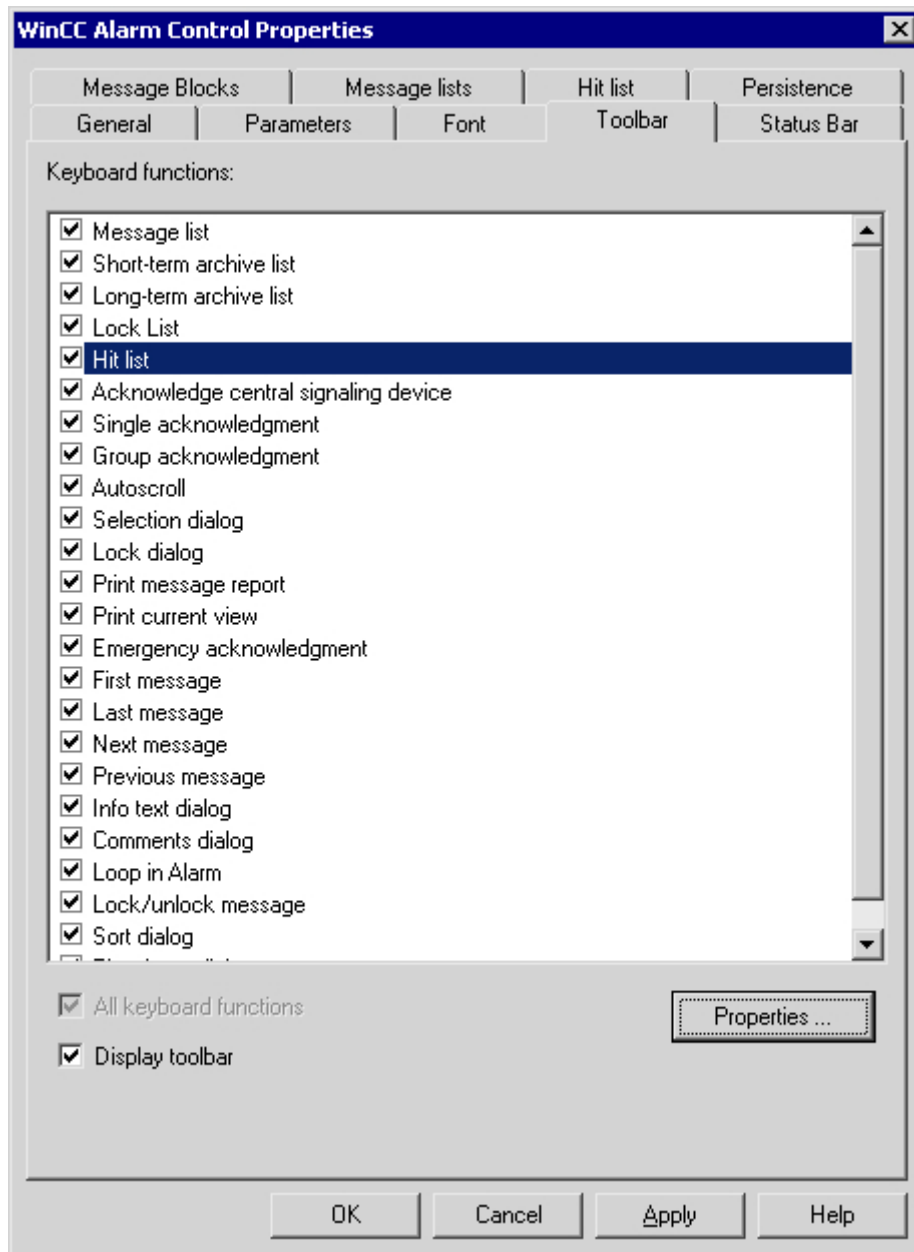 WinCC Alarm Control Properties
Message Blocks Message lists Hit list Persistence
General Parameters Font Toolbar Status Bar
Keyboard functions:
Message list
Short-term archive list
Long-term archive list
Lock List
Hit list
Acknowledge central signaling device
Single acknowledgment
Group acknowledgment
Autoscroll
Selection dialog
Lock dialog
Print message report
Print current view
Emergency acknowledgment
First message
Last message
Next message
Previous message
Info text dialog
Comments dialog
Loop in Alarm
Lock/unlock message
Sort dialog
All keyboard functions
Properties ...
Display toolbar
OK Cancel Apply Help